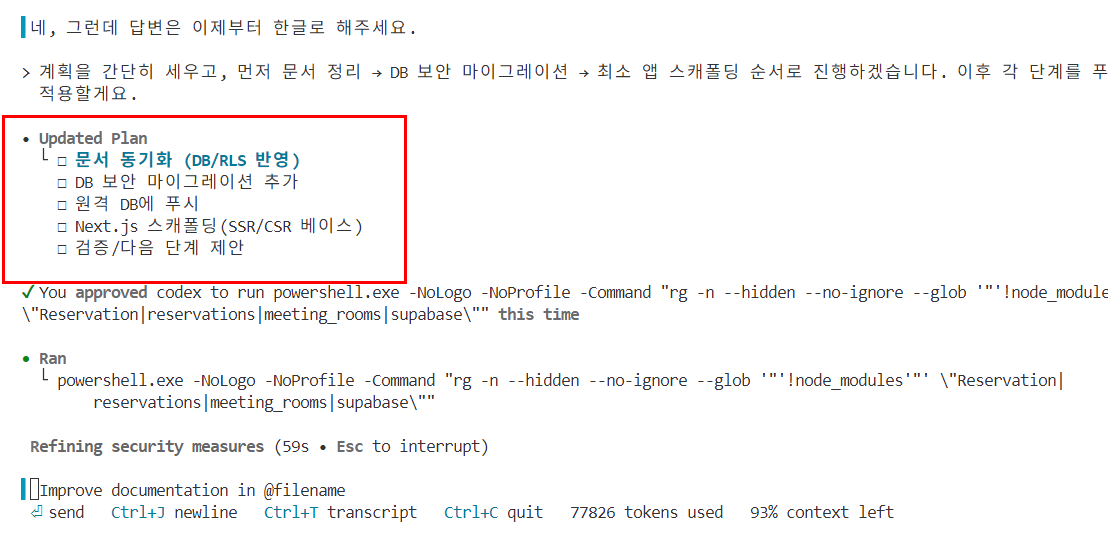 네, 그런데 답변은 이제부터 한글로 해주세요.
> 계획을 간단히 세우고, 먼저 문서 정리 → DB 보안 마이그레이션 → 최소 앱 스캐폴딩 순서로 진행하겠습니다. 이후 각 단계를 푸
적용할게요.
• Updated Plan
└ □ 문서 동기화 (DB/RLS 반영)
□ DB 보안 마이그레이션 추가
□ 원격 DB에 푸시
□ Next.js 스캐폴딩(SSR/CSR 베이스)
□ 검증/다음 단계 제안
✓ You approved codex to run powershell.exe -NoLogo -NoProfile -Command "rg -n --hidden --no-ignore --glob '"'!node_module
\"Reservation|reservations|meeting_rooms|supabase\"" this time
• Ran
└ powershell.exe -NoLogo -NoProfile -Command "rg -n --hidden --no-ignore --glob '"'!node_modules'"' \"Reservation|
reservations|meeting_rooms|supabase\""
Refining security measures (59s • Esc to interrupt)
Improve documentation in @filename
⏎ send Ctrl+J newline Ctrl+T transcript Ctrl+C quit 77826 tokens used 93% context left